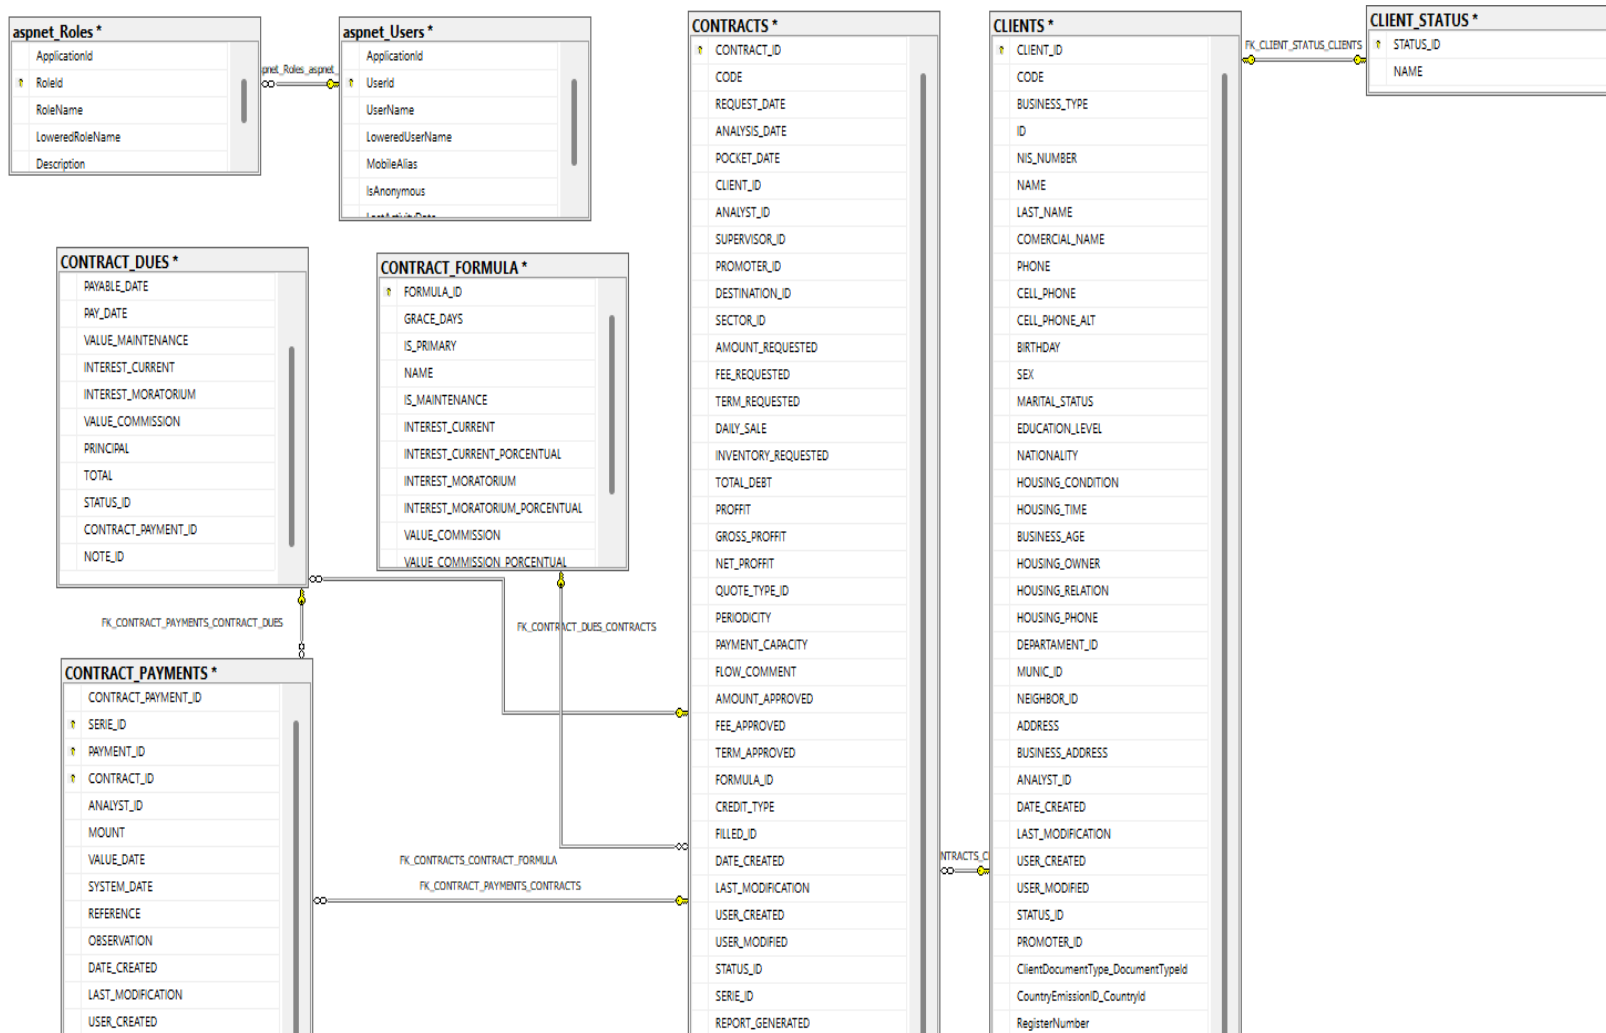 aspnet_Roles *
ApplicationId
RoleId
RoleName
LoweredRoleName
Description
pnet_Roles_aspnet_
aspnet_Users *
ApplicationId
UserId
UserName
LoweredUserName
MobileAlias
IsAnonymous
LastActivityDate
CONTRACT_DUES *
PAYABLE_DATE
PAY_DATE
VALUE_MAINTENANCE
INTEREST_CURRENT
INTEREST_MORATORIUM
VALUE_COMMISSION
PRINCIPAL
TOTAL
STATUS_ID
CONTRACT_PAYMENT_ID
NOTE_ID
CONTRACT_FORMULA *
FORMULA_ID
GRACE_DAYS
IS_PRIMARY
NAME
IS_MAINTENANCE
INTEREST_CURRENT
INTEREST_CURRENT_PORCENTUAL
INTEREST_MORATORIUM
INTEREST_MORATORIUM_PORCENTUAL
VALUE_COMMISSION
VALUE_COMMISSION_PORCENTUAL
FK_CONTRACT_PAYMENTS_CONTRACT_DUES
FK_CONTRACT_DUES_CONTRACTS
CONTRACT_PAYMENTS *
CONTRACT_PAYMENT_ID
SERIE_ID
PAYMENT_ID
CONTRACT_ID
ANALYST_ID
MOUNT
VALUE_DATE
SYSTEM_DATE
REFERENCE
OBSERVATION
DATE_CREATED
LAST_MODIFICATION
USER_CREATED
FK_CONTRACTS_CONTRACT_FORMULA
FK_CONTRACT_PAYMENTS_CONTRACTS
CONTRACTS *
CONTRACT_ID
CODE
REQUEST_DATE
ANALYSIS_DATE
POCKET_DATE
CLIENT_ID
ANALYST_ID
SUPERVISOR_ID
PROMOTER_ID
DESTINATION_ID
SECTOR_ID
AMOUNT_REQUESTED
FEE_REQUESTED
TERM_REQUESTED
DAILY_SALE
INVENTORY_REQUESTED
TOTAL_DEBT
PROFFIT
GROSS_PROFFIT
NET_PROFFIT
QUOTE_TYPE_ID
PERIODICITY
PAYMENT_CAPACITY
FLOW_COMMENT
AMOUNT_APPROVED
FEE_APPROVED
TERM_APPROVED
FORMULA_ID
CREDIT_TYPE
FILLED_ID
DATE_CREATED
LAST_MODIFICATION
USER_CREATED
USER_MODIFIED
STATUS_ID
SERIE_ID
REPORT_GENERATED
NTRACTS_CI
CLIENTS *
CLIENT_ID
CODE
BUSINESS_TYPE
ID
NIS_NUMBER
NAME
LAST_NAME
COMERCIAL_NAME
PHONE
CELL_PHONE
CELL_PHONE_ALT
BIRTHDAY
SEX
MARITAL_STATUS
EDUCATION_LEVEL
NATIONALITY
HOUSING_CONDITION
HOUSING_TIME
BUSINESS_AGE
HOUSING_OWNER
HOUSING_RELATION
HOUSING_PHONE
DEPARTAMENT_ID
MUNIC_ID
NEIGHBOR_ID
ADDRESS
BUSINESS_ADDRESS
ANALYST_ID
DATE_CREATED
LAST_MODIFICATION
USER_CREATED
USER_MODIFIED
STATUS_ID
PROMOTER_ID
ClientDocumentType_DocumentTypeId
CountryEmissionID_CountryId
RegisterNumber
FK_CLIENT_STATUS_CLIENTS
CLIENT_STATUS *
STATUS_ID
NAME